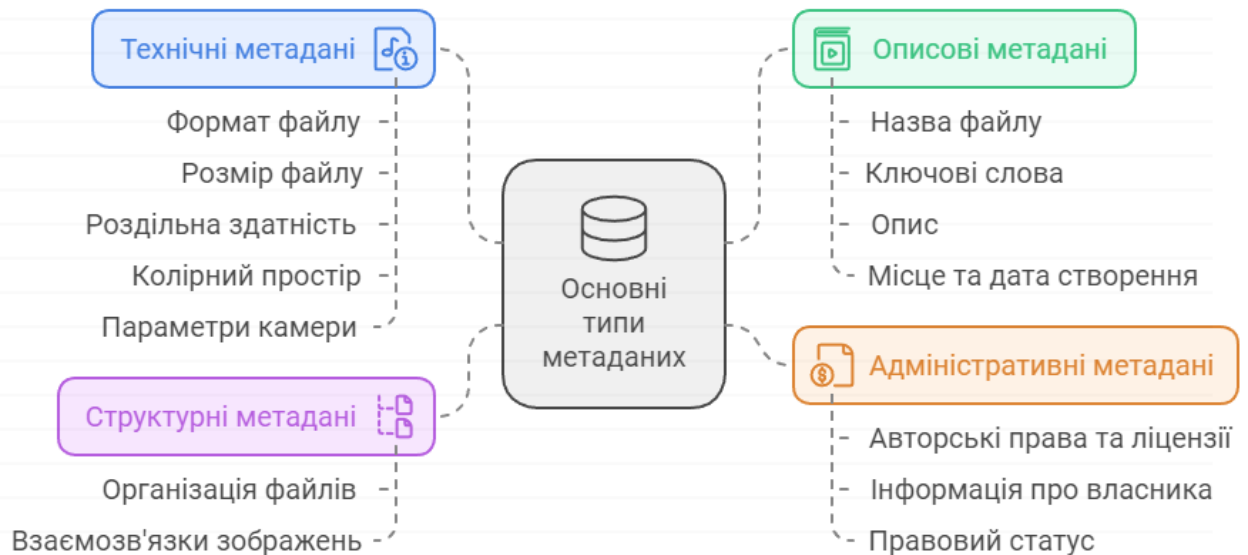 Технічні метадані
Формат файлу
Розмір файлу
Роздільна здатність
Колірний простір
Параметри камери
Структурні метадані
Організація файлів
Взаємозв'язки зображень
Основні
типи
метаданих
Описові метадані
Назва файлу
Ключові слова
Опис
Місце та дата створення
Адміністративні метадані
Авторські права та ліцензії
Інформація про власника
Правовий статус